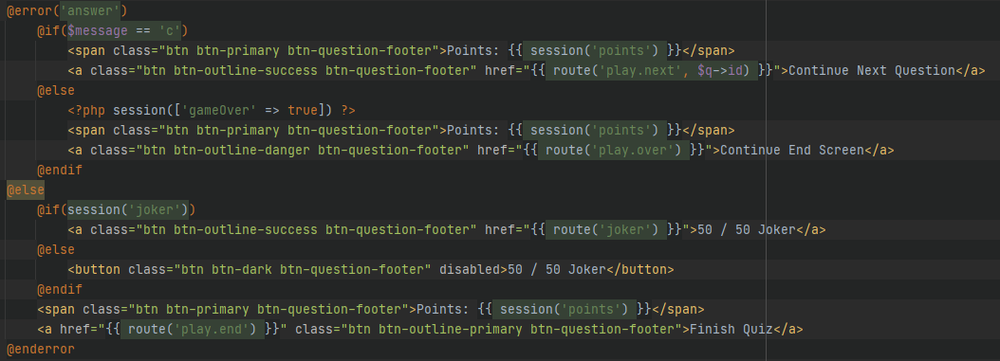 @error('answer')
@if($message == 'c')
<span class="btn btn-primary btn-question-footer">Points: {{ session('points') }}</span>
<a class="btn btn-outline-success btn-question-footer" href="{{ route('play.next', $q->id) }}">Continue Next Question</a>
@else
<?php session(['gameOver' => true]) ?>
<span class="btn btn-primary btn-question-footer">Points: {{ session('points') }}</span>
<a class="btn btn-outline-danger btn-question-footer" href="{{ route('play.over') }}">Continue End Screen</a>
@endif
@else
@if(session('joker'))
<a class="btn btn-outline-success btn-question-footer" href="{{ route('joker') }}">50 / 50 Joker</a>
@else
<button class="btn btn-dark btn-question-footer" disabled>50 / 50 Joker</button>
@endif
<span class="btn btn-primary btn-question-footer">Points: {{ session('points') }}</span>
<a href="{{ route('play.end') }}" class="btn btn-outline-primary btn-question-footer">Finish Quiz</a>
@enderror